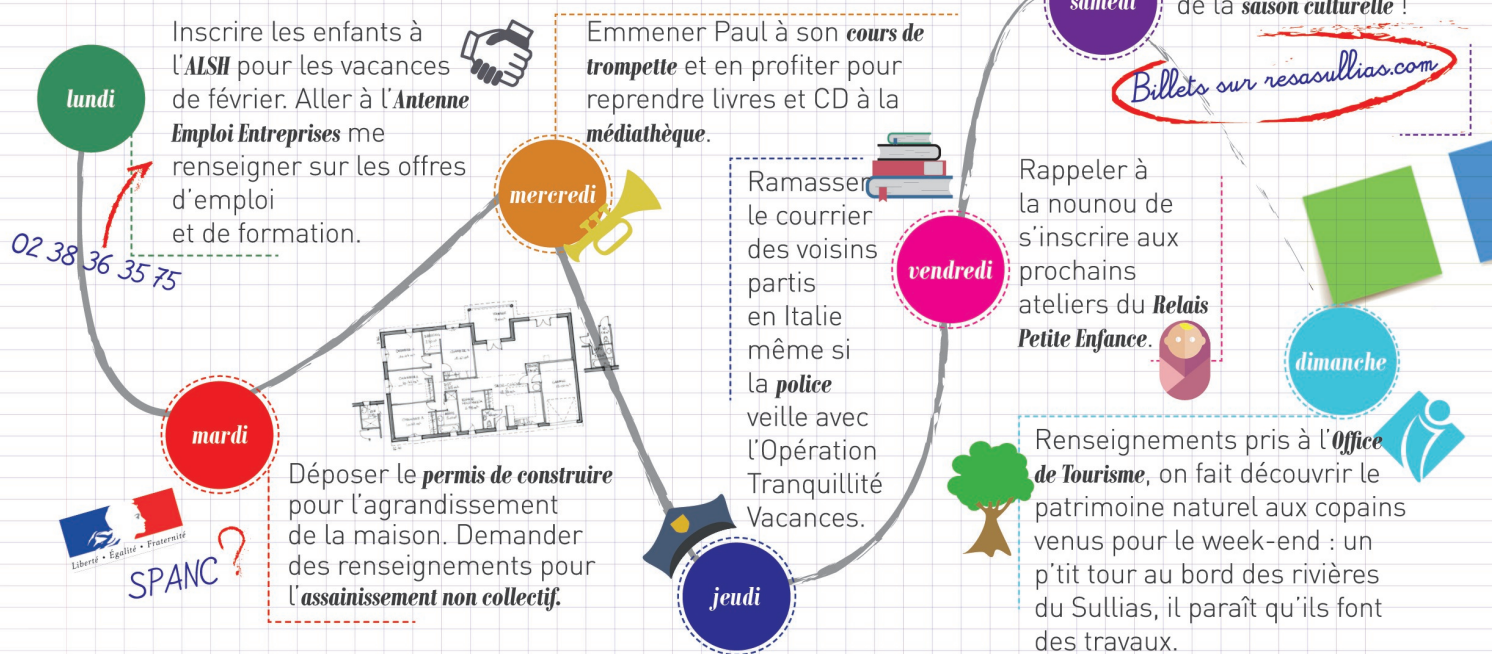 lundi
Inscrire les enfants à
l'ALSH pour les vacances
de février. Aller à l'Antenne
Emploi Entreprises me
renseigner sur les offres
d'emploi
et de formation.
02 38 36 35 75
mardi
Déposer le permis de construire
pour l'agrandissement
de la maison. Demander
des renseignements pour
l'assainissement non collectif.
Liberté • Égalité • Fraternité
SPANC ?
mercredi
Emmener Paul à son cours de
trompette et en profiter pour
reprendre livres et CD à la
médiathèque.
jeudi
Ramasser
le courrier
des voisins
partis
en Italie
même si
la police
veille avec
l'Opération
Tranquillité
Vacances.
vendredi
Rappeler à
la nounou de
s'inscrire aux
prochains
ateliers du Relais
Petite Enfance.
samedi
de la saison culturelle !
Billets sur resasullias.com
dimanche
Renseignements pris à l'Office
de Tourisme, on fait découvrir le
patrimoine naturel aux copains
venus pour le week-end : un
p'tit tour au bord des rivières
du Sullias, il paraît qu'ils font
des travaux.